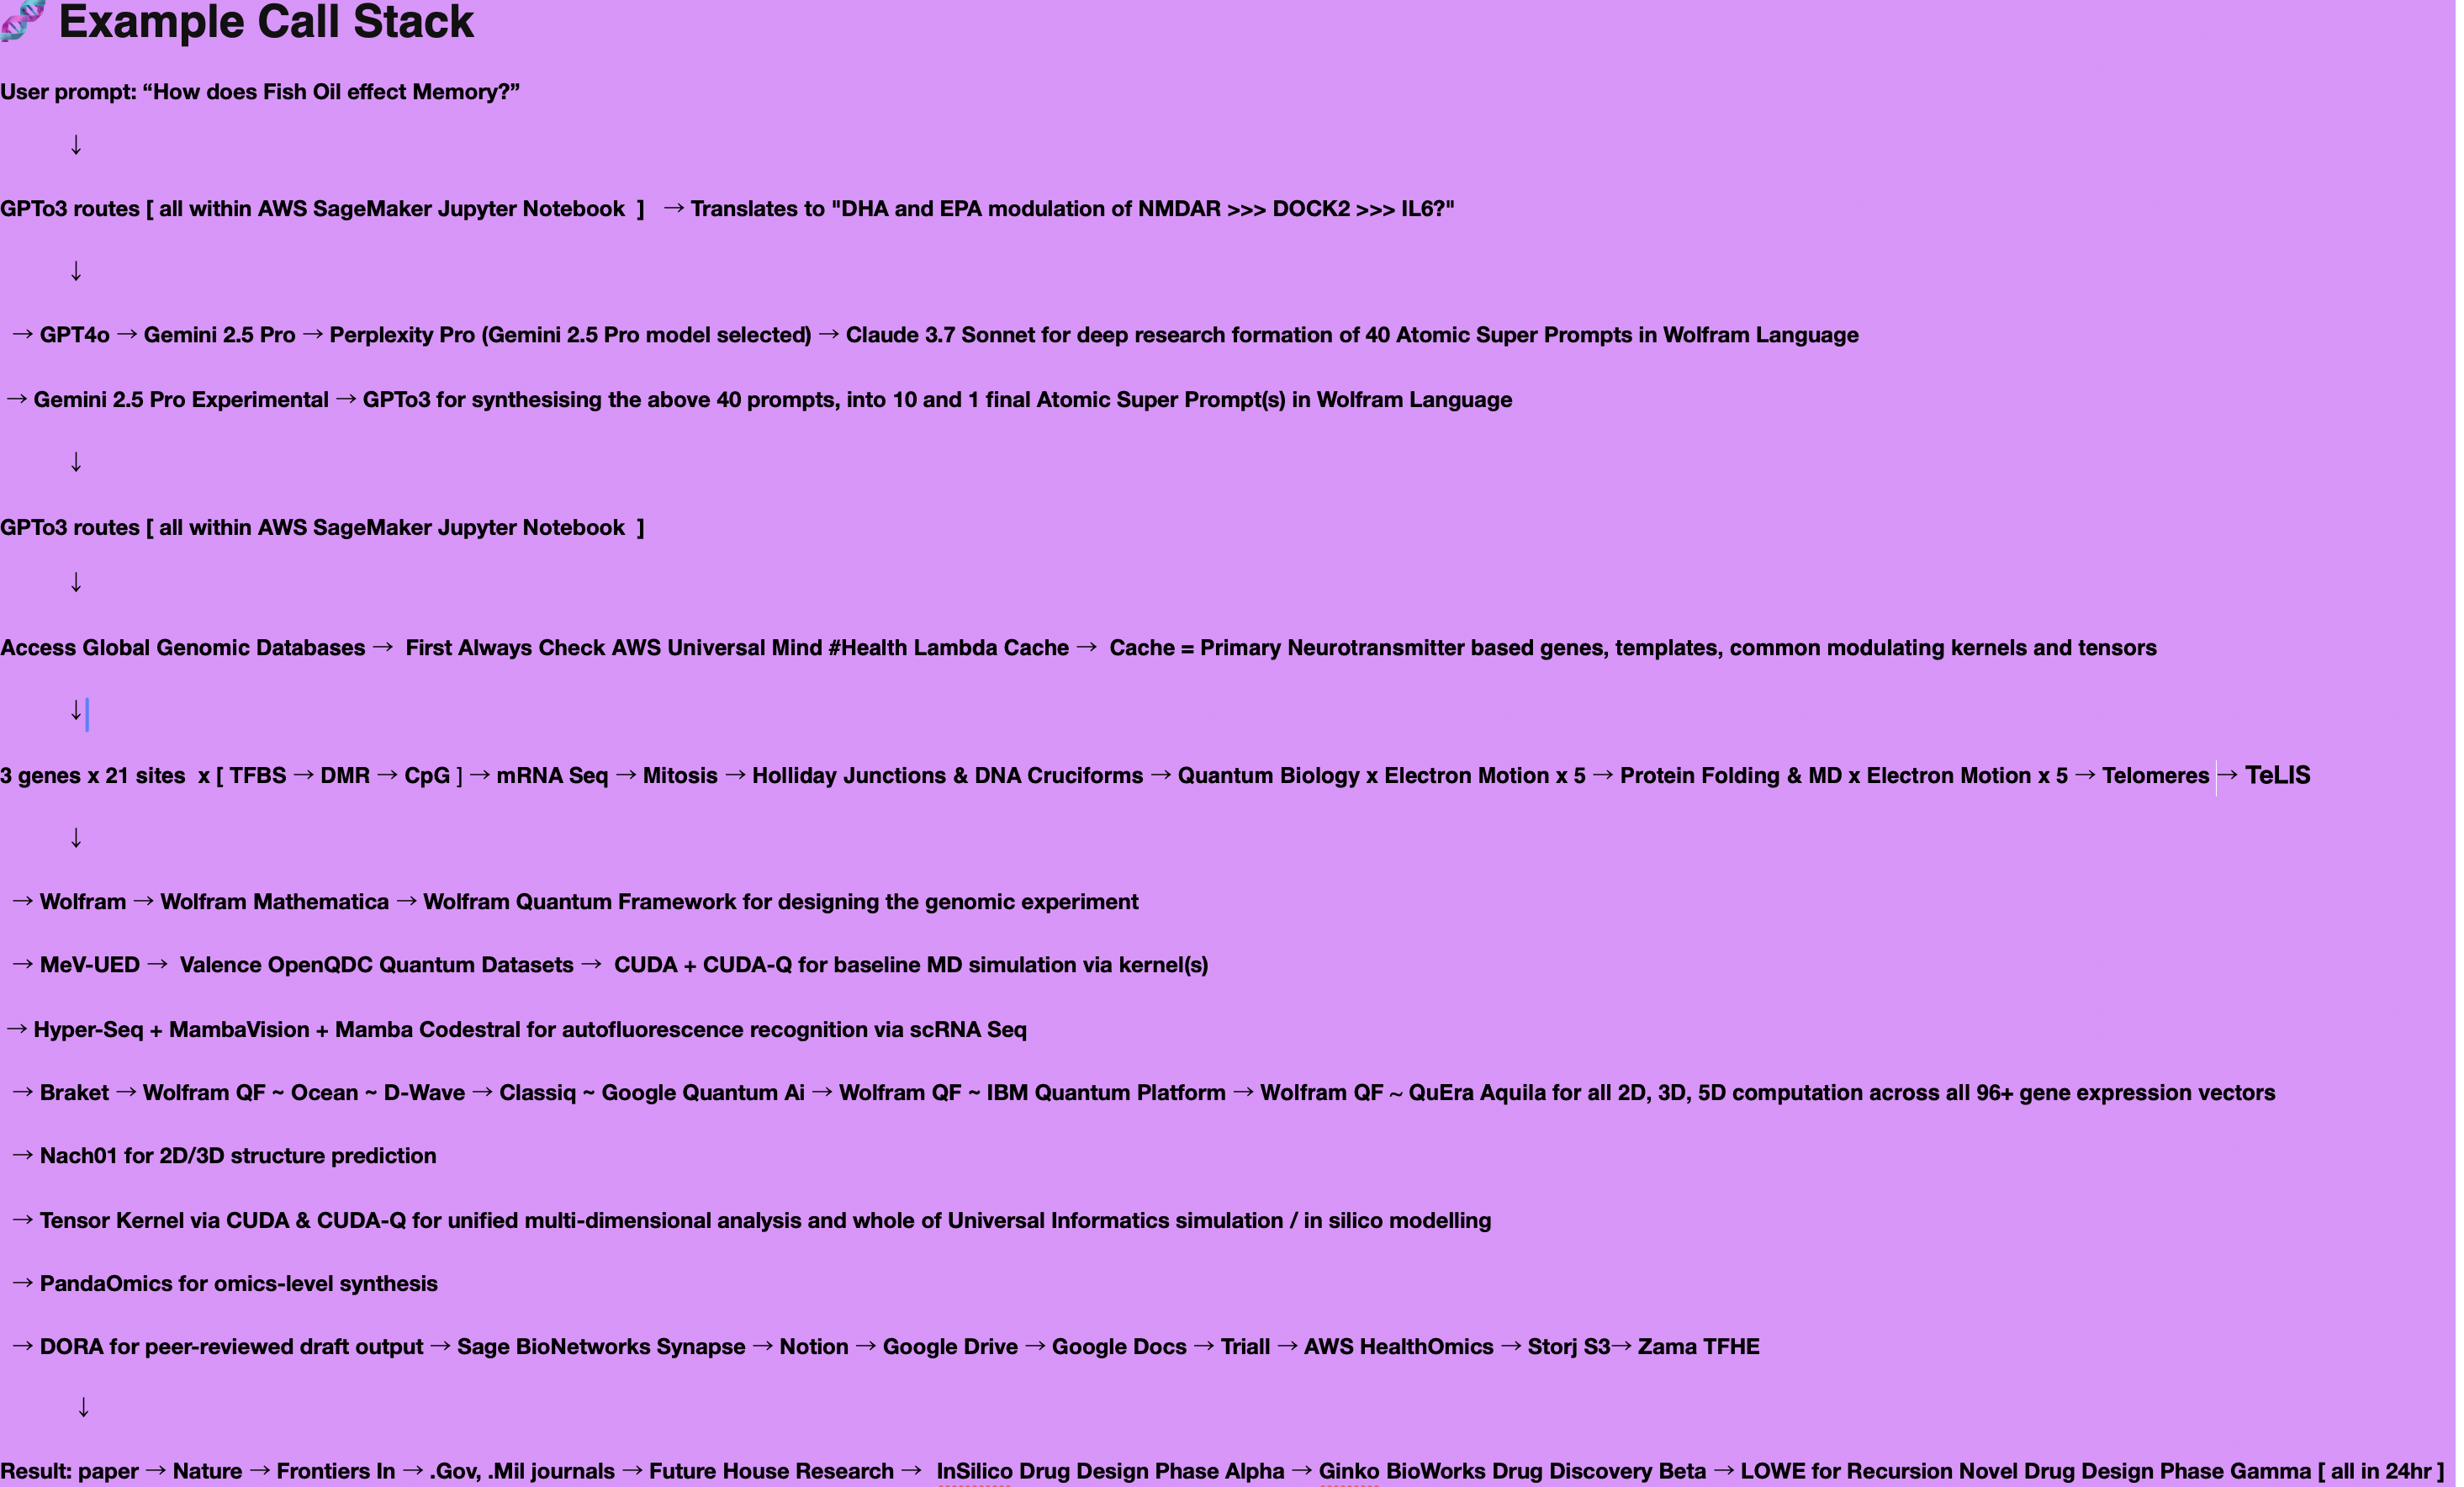 🧬 Example Call Stack
User prompt: “How does Fish Oil effect Memory?”
↓
GPTo3 routes [ all within AWS SageMaker Jupyter Notebook ] → Translates to "DHA and EPA modulation of NMDAR >>> DOCK2 >>> IL6?"
↓
→ GPT4o → Gemini 2.5 Pro → Perplexity Pro (Gemini 2.5 Pro model selected) → Claude 3.7 Sonnet for deep research formation of 40 Atomic Super Prompts in Wolfram Language
→ Gemini 2.5 Pro Experimental → GPTo3 for synthesising the above 40 prompts, into 10 and 1 final Atomic Super Prompt(s) in Wolfram Language
↓
GPTo3 routes [ all within AWS SageMaker Jupyter Notebook ]
↓
Access Global Genomic Databases → First Always Check AWS Universal Mind #Health Lambda Cache → Cache = Primary Neurotransmitter based genes, templates, common modulating kernels and tensors
↓
3 genes x 21 sites x [ TFBS → DMR → CpG ] → mRNA Seq → Mitosis → Holliday Junctions & DNA Cruciforms → Quantum Biology x Electron Motion x 5 → Protein Folding & MD x Electron Motion x 5 → Telomeres → TeLIS
↓
→ Wolfram → Wolfram Mathematica → Wolfram Quantum Framework for designing the genomic experiment
→ MeV-UED → Valence OpenQDC Quantum Datasets → CUDA + CUDA-Q for baseline MD simulation via kernel(s)
→ Hyper-Seq + MambaVision + Mamba Codestral for autofluorescence recognition via scRNA Seq
→ Braket → Wolfram QF ~ Ocean ~ D-Wave → Classiq ~ Google Quantum Ai → Wolfram QF ~ IBM Quantum Platform → Wolfram QF ~ QuEra Aquila for all 2D, 3D, 5D computation across all 96+ gene expression vectors
→ Nach01 for 2D/3D structure prediction
→ Tensor Kernel via CUDA & CUDA-Q for unified multi-dimensional analysis and whole of Universal Informatics simulation / in silico modelling
→ PandaOmics for omics-level synthesis
→ DORA for peer-reviewed draft output → Sage BioNetworks Synapse → Notion → Google Drive → Google Docs → Triall → AWS HealthOmics → Storj S3→ Zama TFHE
↓
Result: paper → Nature → Frontiers In → .Gov, .Mil journals → Future House Research → InSilico Drug Design Phase Alpha → Ginko BioWorks Drug Discovery Beta → LOWE for Recursion Novel Drug Design Phase Gamma [ all in 24hr ]